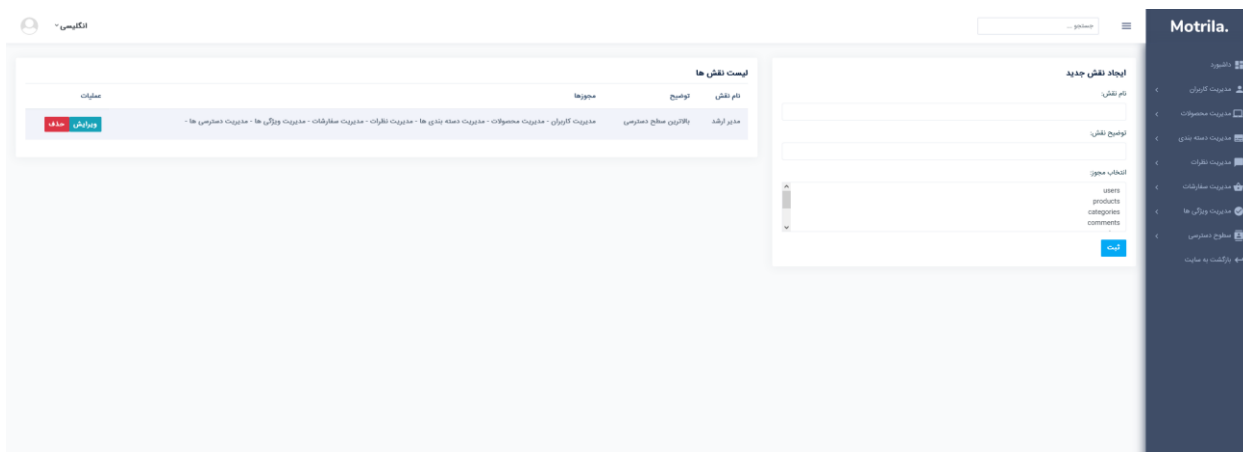 Motrila.
جستجو ...
انگلیسی
داشبورد
مدیریت کاربران
مدیریت محصولات
مدیریت دسته بندی
مدیریت نظرات
مدیریت سفارشات
مدیریت ویژگی ها
سطوح دسترسی
بازگشت به سایت
ایجاد نقش جدید
نام نقش:
توضیح نقش:
انتخاب مجوز:
users
products
categories
comments
ثبت
لیست نقش ها
نام نقش توضیح مجوزها عملیات
مدیر ارشد بالاترین سطح دسترسی مدیریت کاربران - مدیریت محصولات - مدیریت دسته بندی ها - مدیریت نظرات - مدیریت سفارشات - مدیریت ویژگی ها - مدیریت دسترسی ها - ویرایش حذف